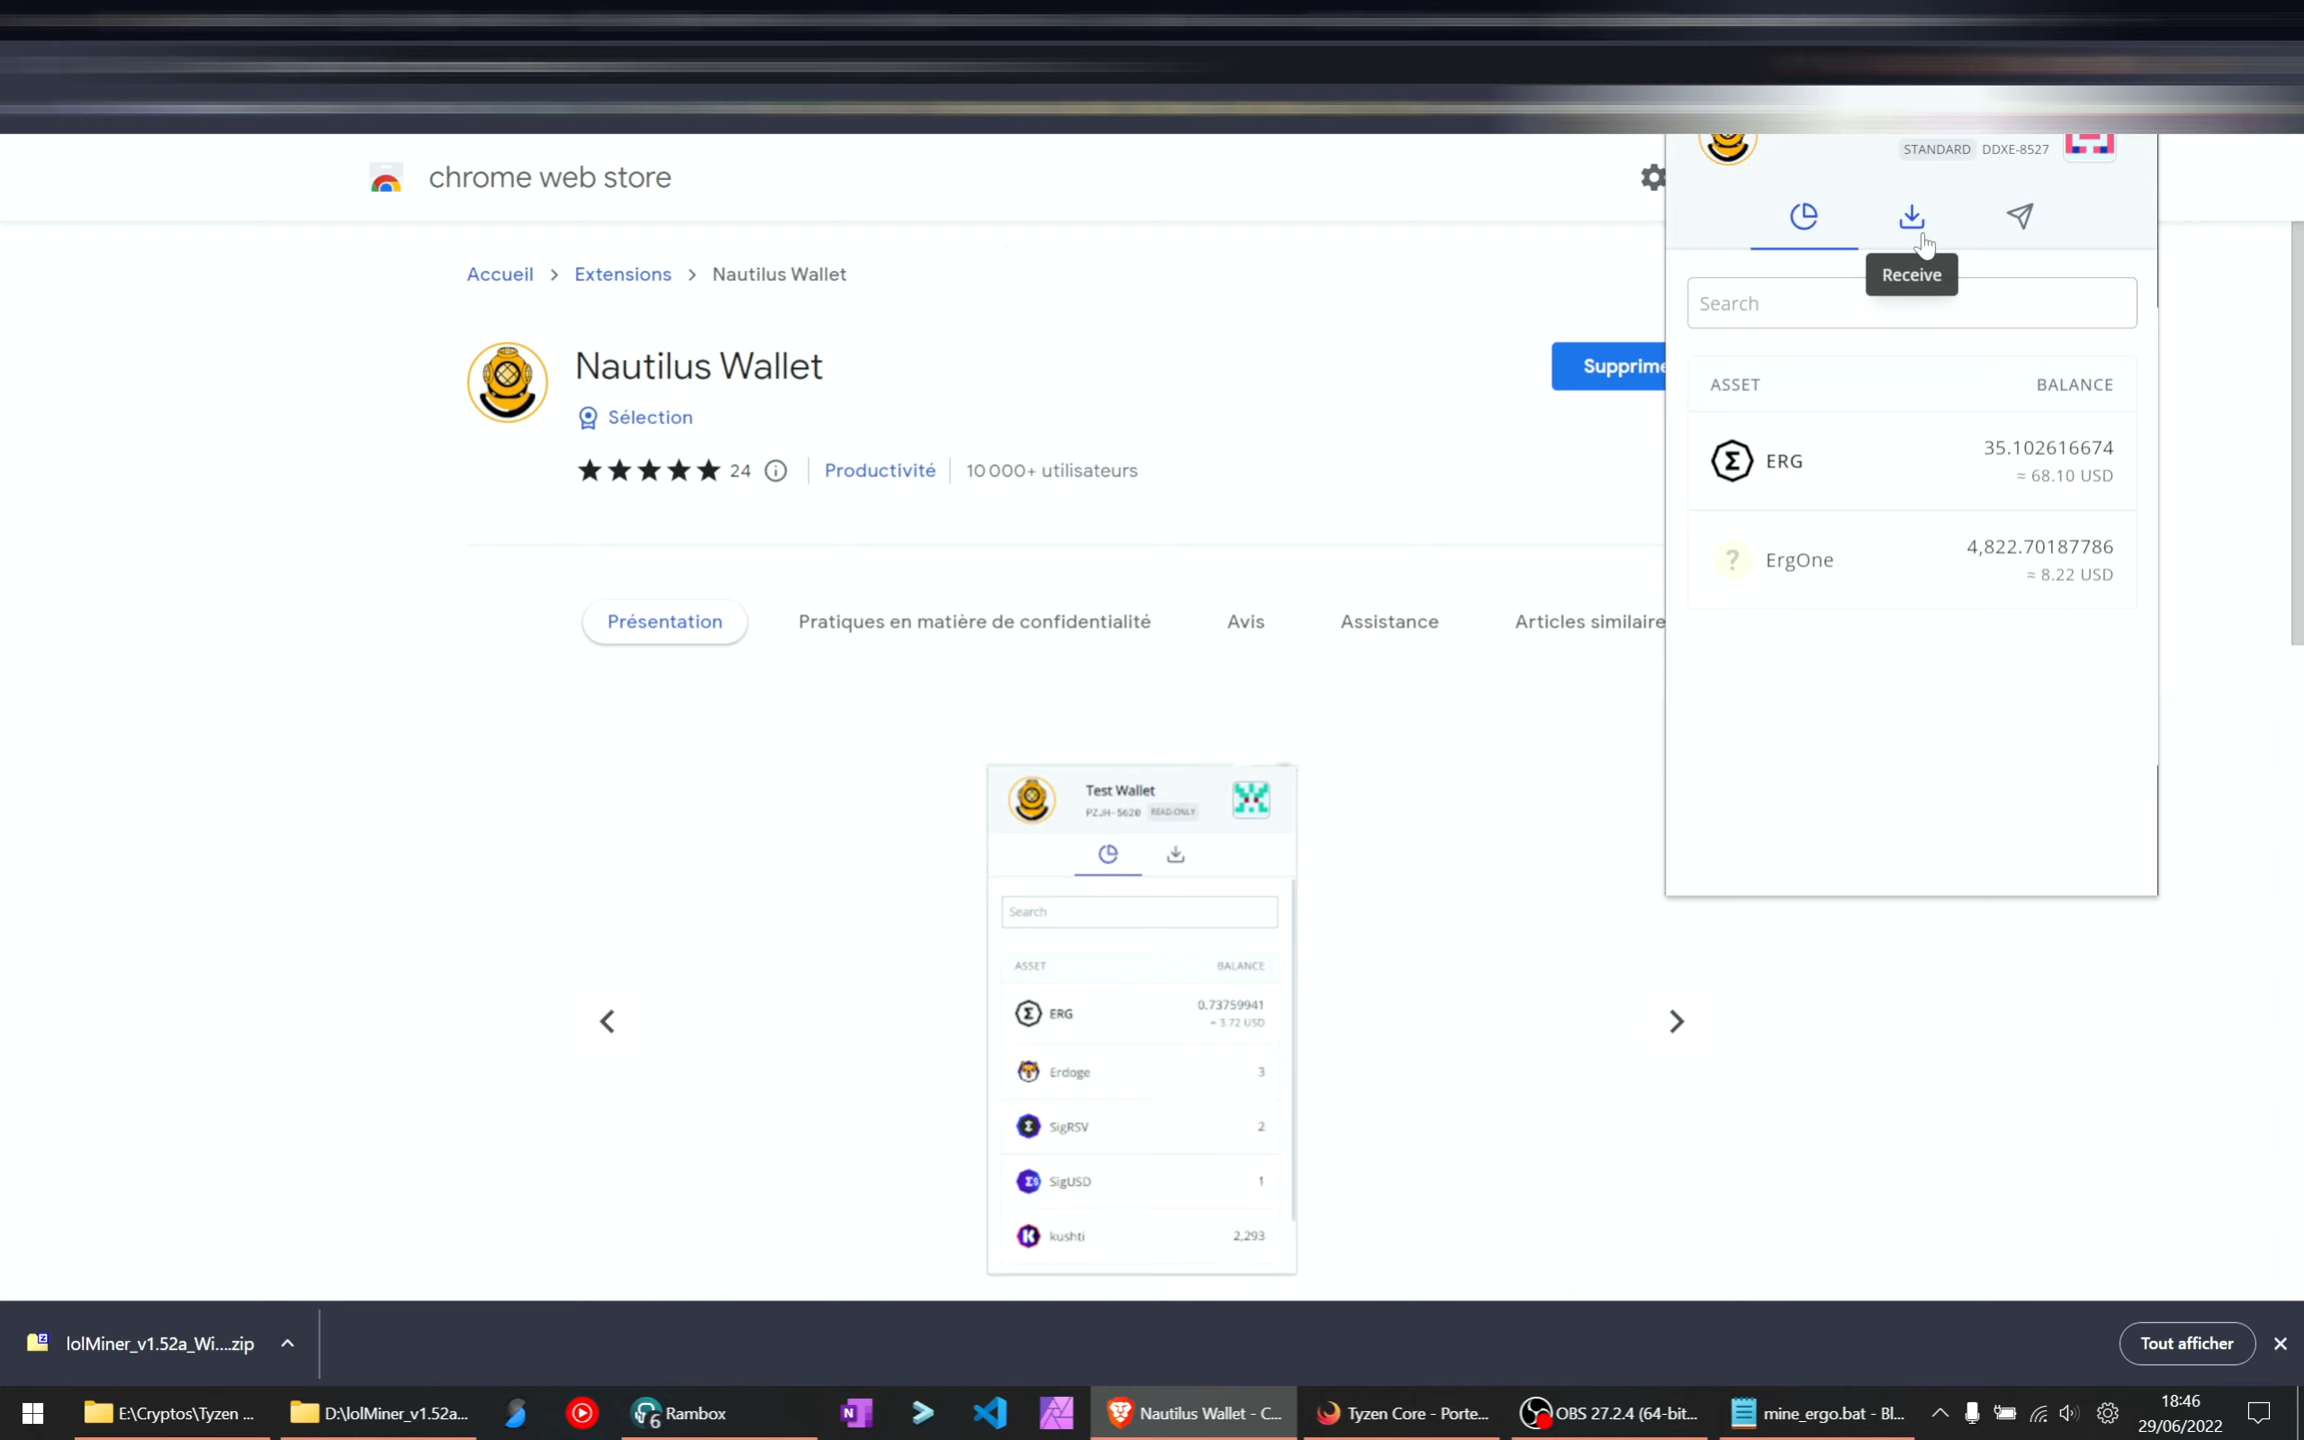 chrome web store
STANDARD DDXE-8527
Accueil > Extensions > Nautilus Wallet
Receive
Search
Nautilus Wallet
Supprime
Sélection
24
Productivité
10 000+ utilisateurs
ASSET BALANCE
ERG 35.102616674
≈ 68.10 USD
ErgOne 4,822.70187786
≈ 8.22 USD
Présentation
Pratiques en matière de confidentialité
Avis
Assistance
Articles similaire
Test Wallet
PZJH-5620 READ-ONLY
Search
ASSET BALANCE
ERG 0.73759941
≈ 3.72 USD
Erdoge 3
SigRSV 2
SigUSD 1
kushti 2,293
lolMiner_v1.52a_Wi....zip
Tout afficher
E:\Cryptos\Tyzen ...
D:\lolMiner_v1.52a...
6
Rambox
Nautilus Wallet - C...
Tyzen Core - Porte...
OBS 27.2.4 (64-bit...
mine_ergo.bat - Bl...
18:46
29/06/2022